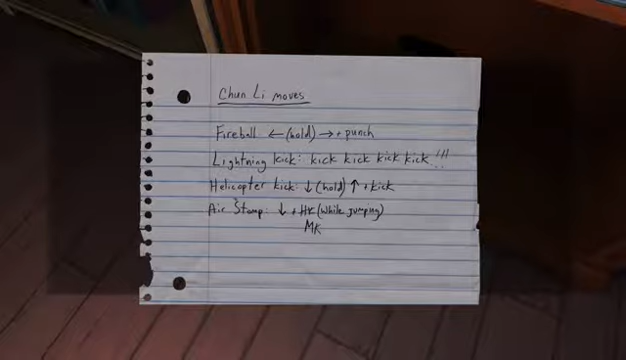 Chun Li moves
Fireball: ← (hold) → + punch
Lightning kick: kick kick kick kick !!!
Helicopter kick: ↓ (hold) ↑ + kick
Air Stomp: ↓ + HK (while jumping)
MK